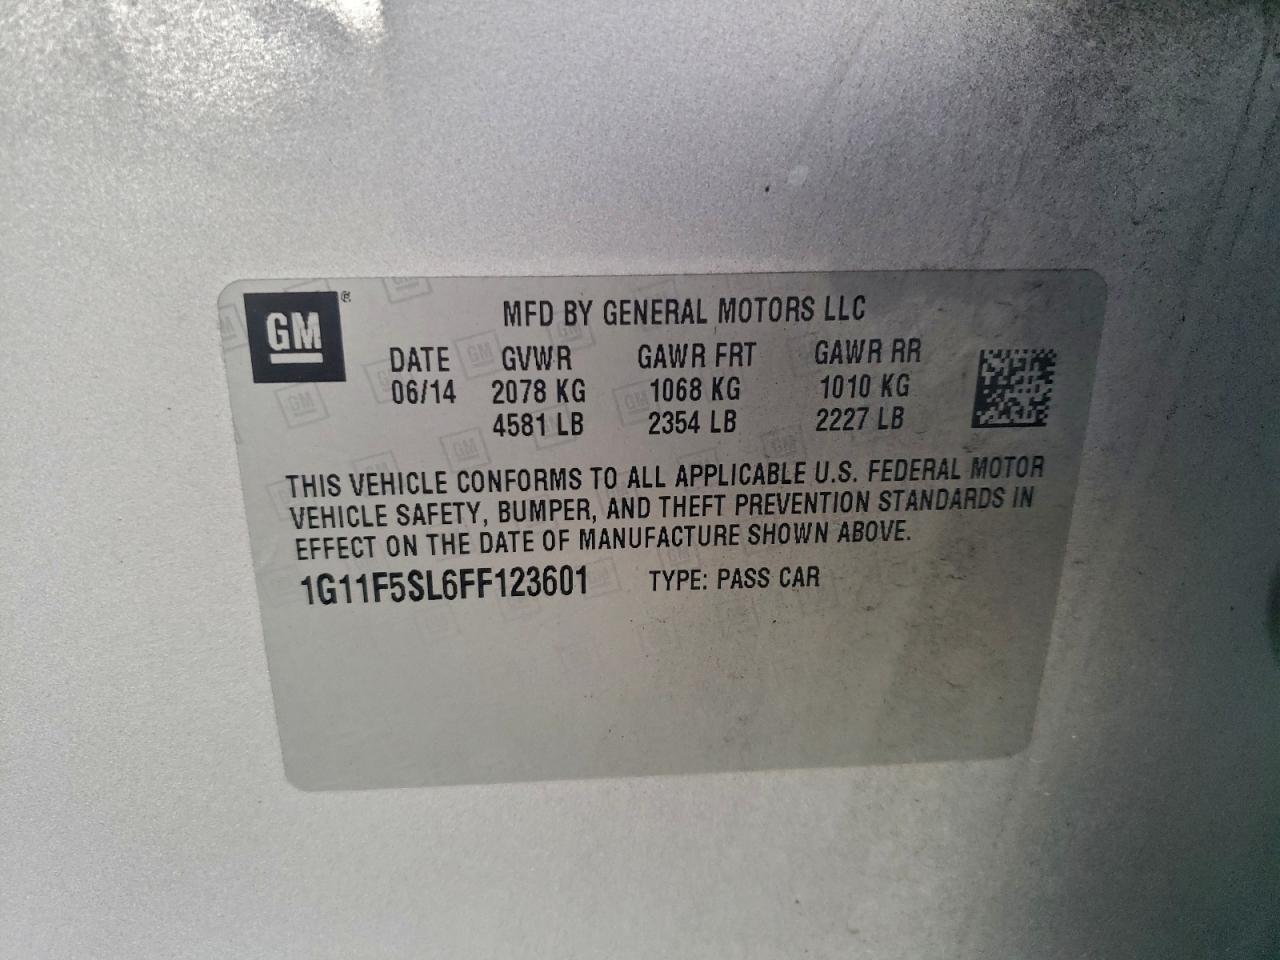 GM ®
MFD BY GENERAL MOTORS LLC
DATE GVWR GAWR FRT GAWR RR
06/14 2078 KG 1068 KG 1010 KG
4581 LB 2354 LB 2227 LB
THIS VEHICLE CONFORMS TO ALL APPLICABLE U.S. FEDERAL MOTOR
VEHICLE SAFETY, BUMPER, AND THEFT PREVENTION STANDARDS IN
EFFECT ON THE DATE OF MANUFACTURE SHOWN ABOVE.
1G11F5SL6FF123601 TYPE: PASS CAR